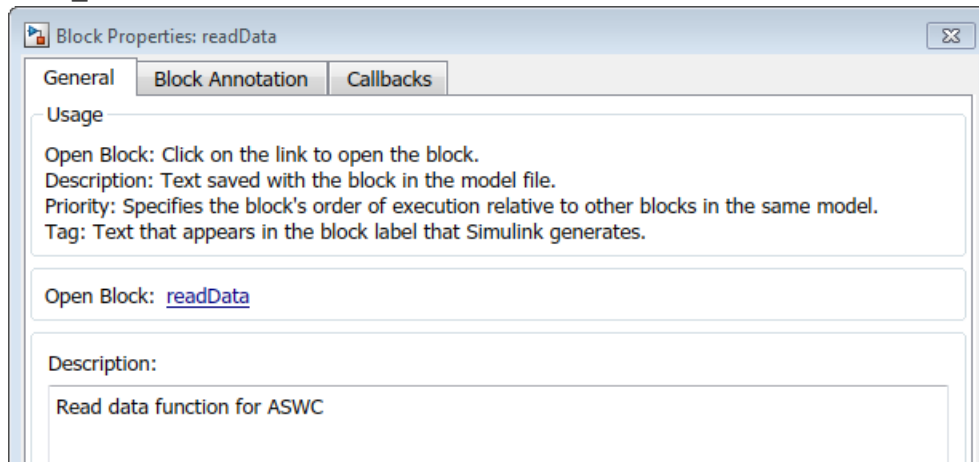 Block Properties: readData
General
Block Annotation
Callbacks
Usage
Open Block: Click on the link to open the block.
Description: Text saved with the block in the model file.
Priority: Specifies the block's order of execution relative to other blocks in the same model.
Tag: Text that appears in the block label that Simulink generates.
Open Block: readData
Description:
Read data function for ASWC